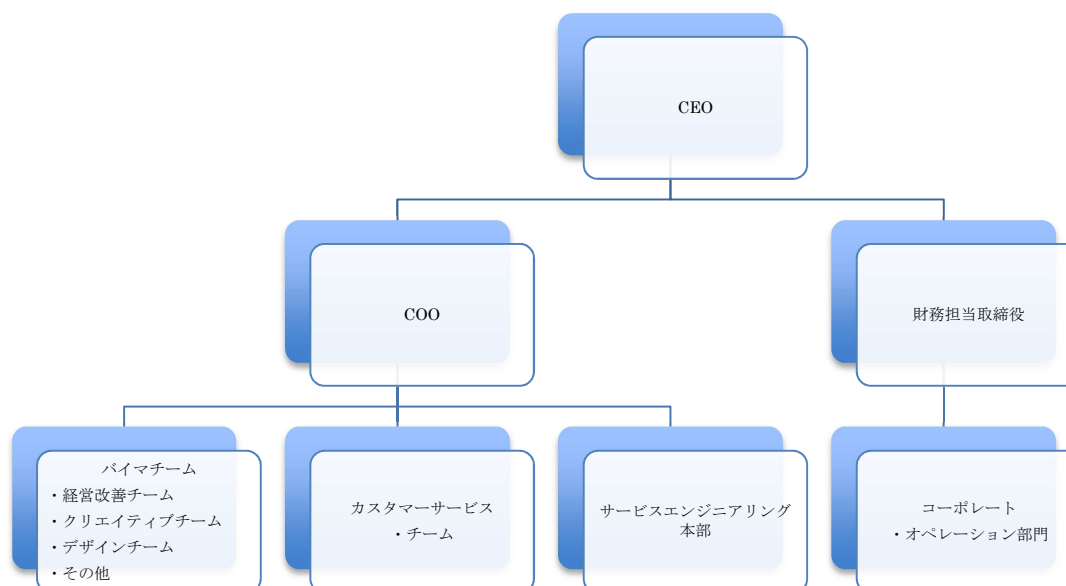 CEO
COO
財務担当取締役
バイマチーム
・経営改善チーム
・クリエイティブチーム
・デザインチーム
・その他
カスタマーサービス
・チーム
サービスエンジニアリング
本部
コーポレート
・オペレーション部門